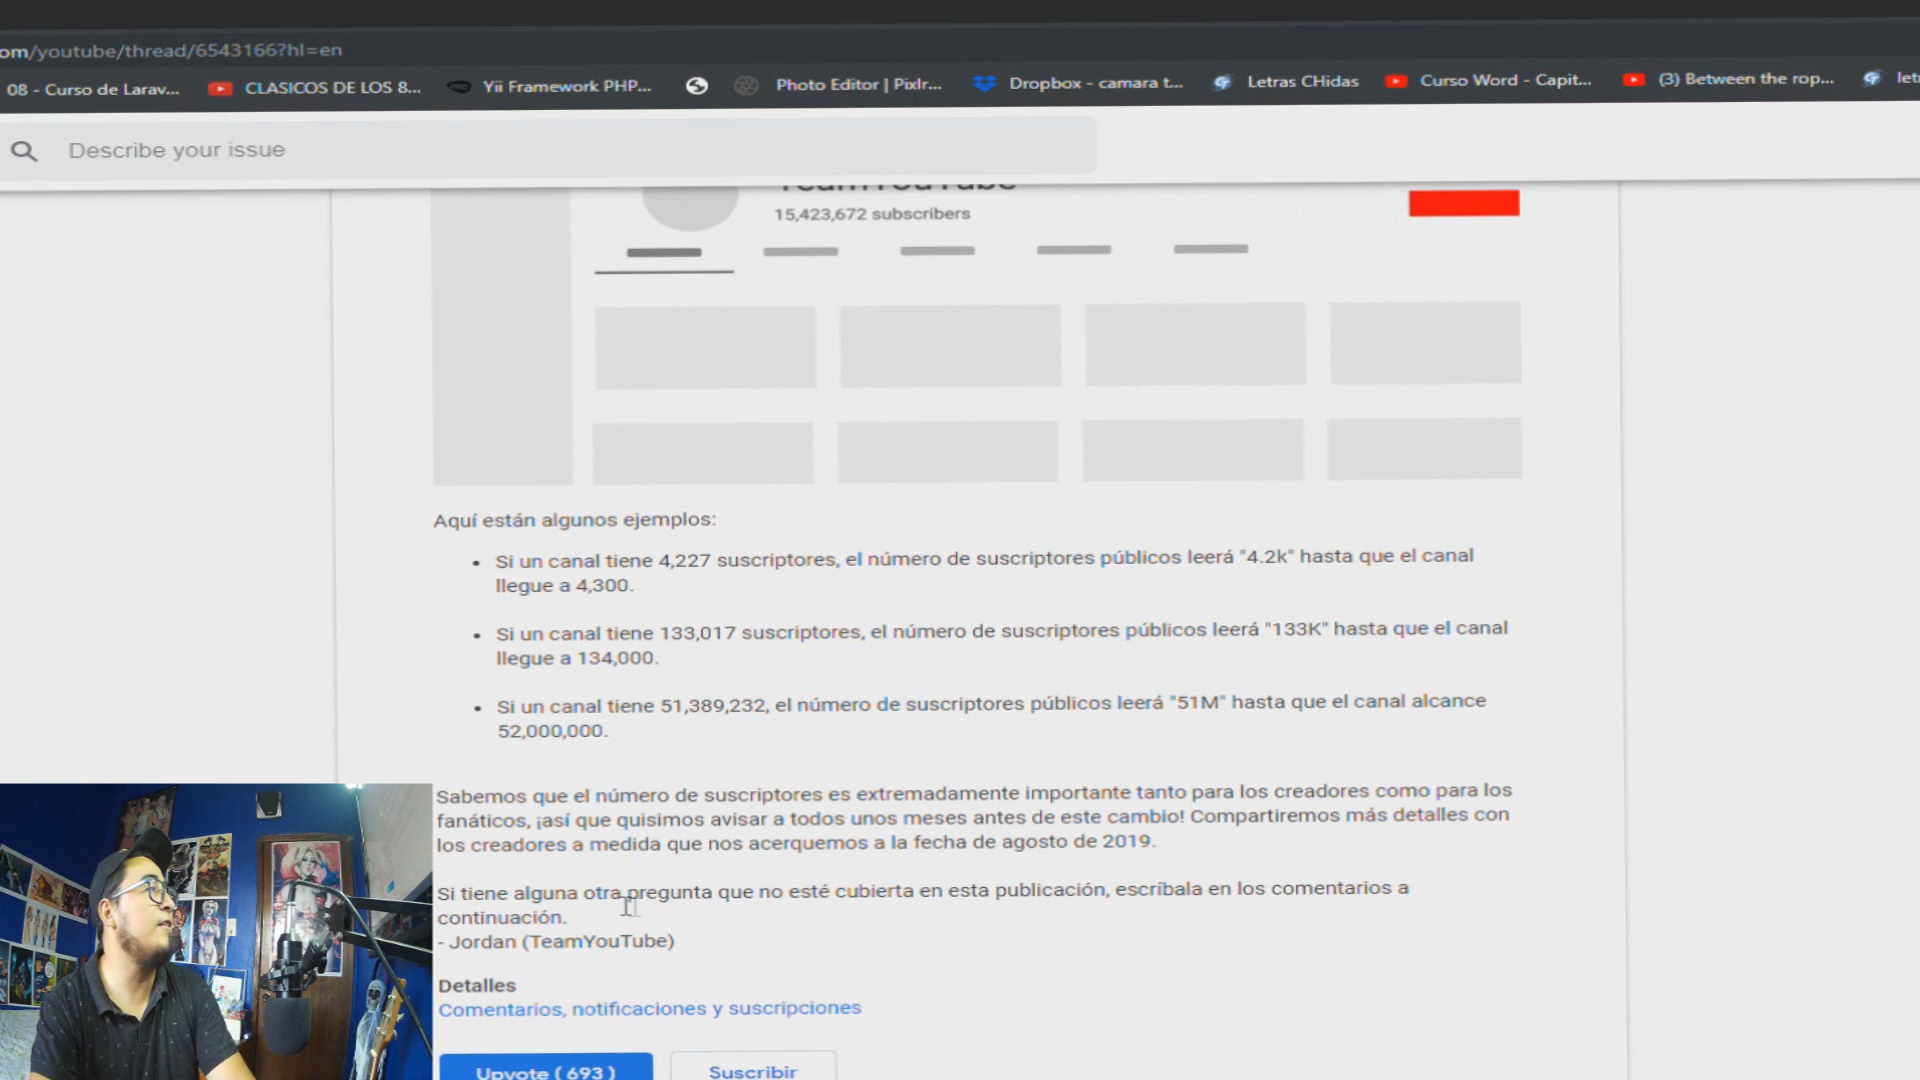 om/youtube/thread/6543166?hl=en
08 - Curso de Larav... CLASICOS DE LOS 8... Yii Framework PHP... Photo Editor | Pixlr... Dropbox - camara t... Letras CHidas Curso Word - Capit... (3) Between the rop... letr
Describe your issue
TeamYouTube
15,423,672 subscribers
Aquí están algunos ejemplos:
• Si un canal tiene 4,227 suscriptores, el número de suscriptores públicos leerá "4.2k" hasta que el canal
llegue a 4,300.
• Si un canal tiene 133,017 suscriptores, el número de suscriptores públicos leerá "133K" hasta que el canal
llegue a 134,000.
• Si un canal tiene 51,389,232, el número de suscriptores públicos leerá "51M" hasta que el canal alcance
52,000,000.
Sabemos que el número de suscriptores es extremadamente importante tanto para los creadores como para los
fanáticos, ¡así que quisimos avisar a todos unos meses antes de este cambio! Compartiremos más detalles con
los creadores a medida que nos acerquemos a la fecha de agosto de 2019.
Si tiene alguna otra pregunta que no esté cubierta en esta publicación, escríbala en los comentarios a
continuación.
- Jordan (TeamYouTube)
Detalles
Comentarios, notificaciones y suscripciones
Upvote ( 693 ) Suscribir